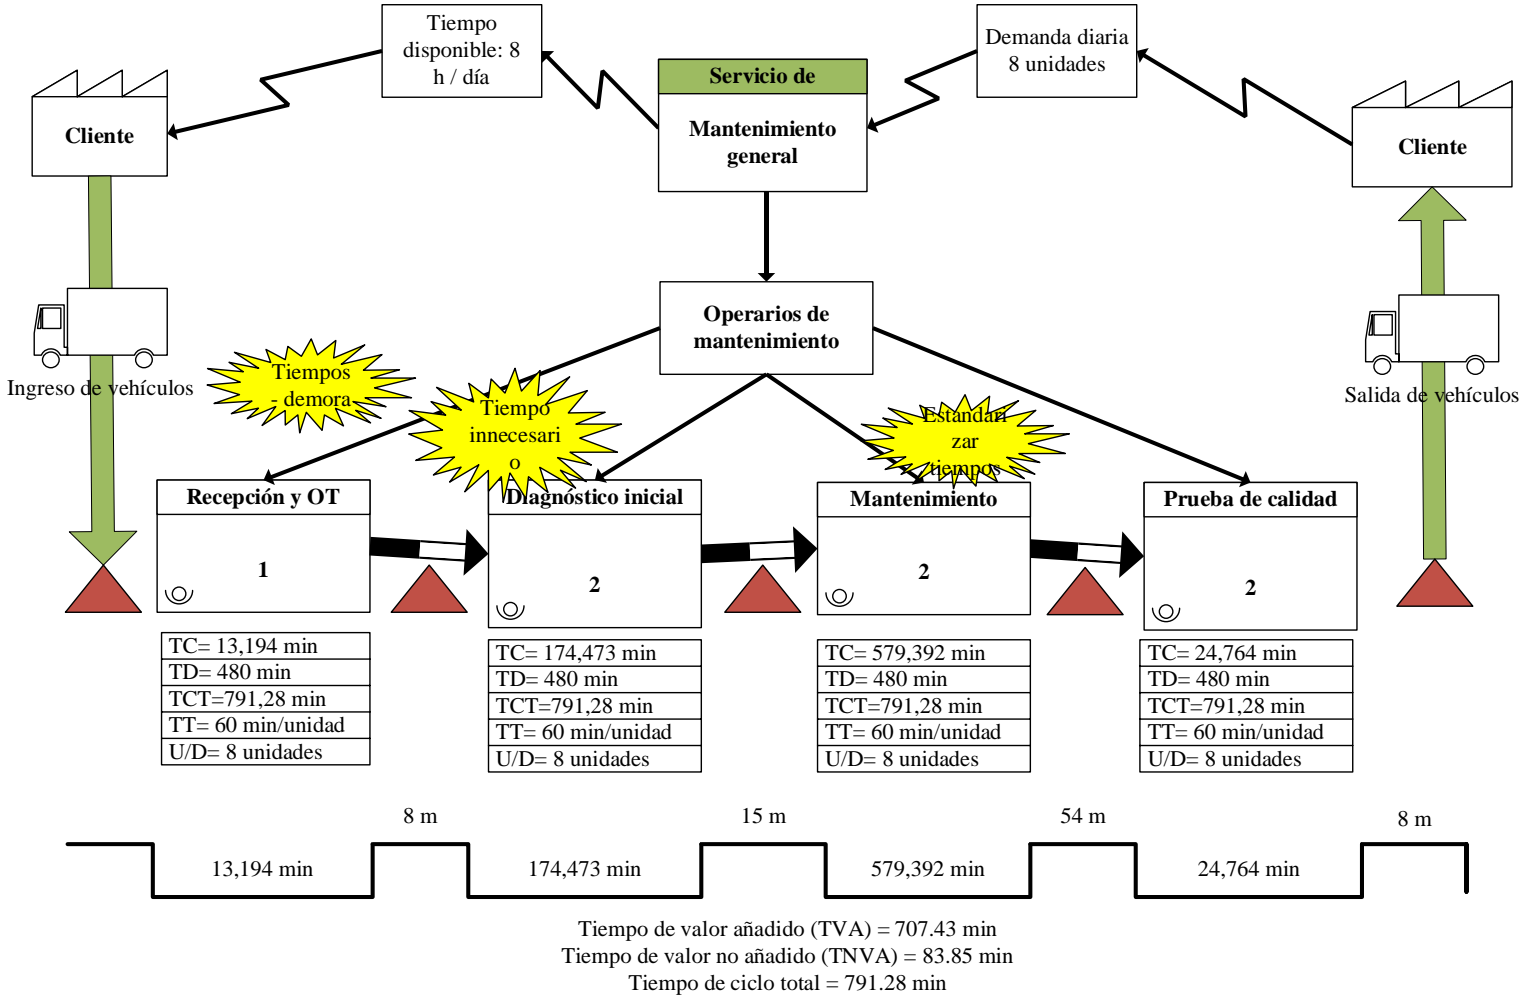 Tiempo
disponible: 8
h / día
Demanda diaria
8 unidades
Servicio de
Mantenimiento
general
Cliente
Cliente
Operarios de
mantenimiento
Ingreso de vehículos
Salida de vehículos
Tiempos
- demora
Tiempo
innecesari
o
Estandari
zar
tiempos
Recepción y OT
1
Diagnóstico inicial
2
Mantenimiento
2
Prueba de calidad
2
TC= 13,194 min
TD= 480 min
TCT=791,28 min
TT= 60 min/unidad
U/D= 8 unidades
TC= 174,473 min
TD= 480 min
TCT=791,28 min
TT= 60 min/unidad
U/D= 8 unidades
TC= 579,392 min
TD= 480 min
TCT=791,28 min
TT= 60 min/unidad
U/D= 8 unidades
TC= 24,764 min
TD= 480 min
TCT=791,28 min
TT= 60 min/unidad
U/D= 8 unidades
8 m
15 m
54 m
8 m
13,194 min
174,473 min
579,392 min
24,764 min
Tiempo de valor añadido (TVA) = 707.43 min
Tiempo de valor no añadido (TNVA) = 83.85 min
Tiempo de ciclo total = 791.28 min